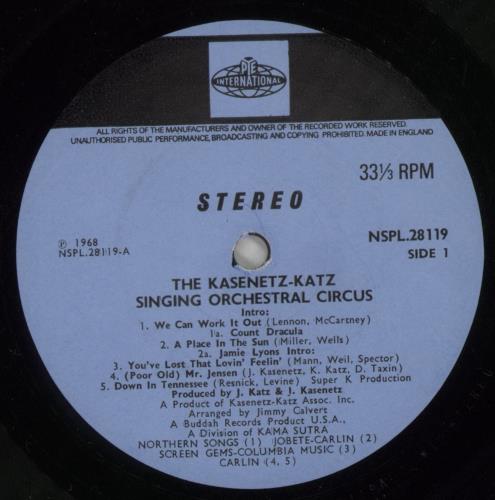 PYE
INTERNATIONAL
ALL RIGHTS OF THE MANUFACTURERS AND OWNER OF THE RECORDED WORK RESERVED.
UNAUTHORISED PUBLIC PERFORMANCE, BROADCASTING AND COPYING PROHIBITED. MADE IN ENGLAND
33⅓ RPM
STEREO
℗ 1968
NSPL.28119-A
NSPL.28119
SIDE 1
THE KASENETZ-KATZ
SINGING ORCHESTRAL CIRCUS
Intro:
1. We Can Work It Out (Lennon, McCartney)
1a. Count Dracula
2. A Place In The Sun (Miller, Wells)
2a. Jamie Lyons Intro:
3. You've Lost That Lovin' Feelin' (Mann, Weil, Spector)
4. (Poor Old) Mr. Jensen (J. Kasenetz, K. Katz, D. Taxin)
5. Down In Tennessee (Resnick, Levine) Super K Production
Produced by J. Katz & J. Kasenetz
A Product of Kasenetz-Katz Assoc. Inc.
Arranged by Jimmy Calvert
A Buddah Records Product U.S.A.,
A Division of KAMA SUTRA
NORTHERN SONGS (1) JOBETE-CARLIN (2)
SCREEN GEMS-COLUMBIA MUSIC (3)
CARLIN (4, 5)